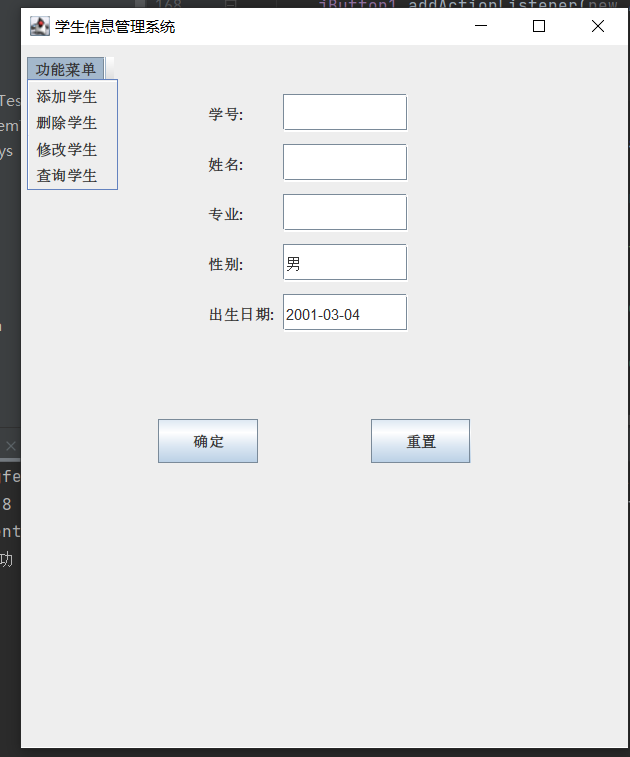 168
jButton1.addActionListener(new
学生信息管理系统
功能菜单
添加学生
删除学生
修改学生
查询学生
学号:
姓名:
专业:
性别:
男
出生日期:
2001-03-04
确定
重置
Tes
em
ys
fe
8
ent
功